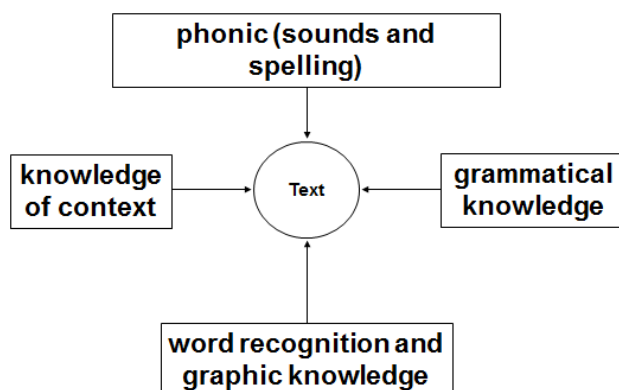 phonic (sounds and
spelling)
knowledge
of context
Text
grammatical
knowledge
word recognition and
graphic knowledge